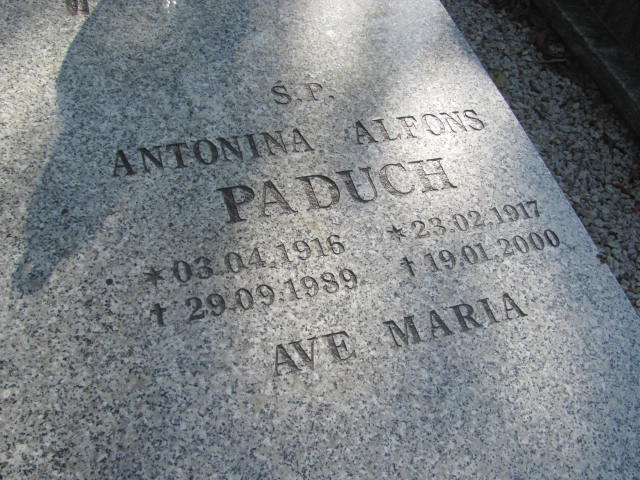 Ś.P.
ANTONINA ALFONS
PADUCH
*03.04.1916 *23.02.1917
†29.09.1989 †19.01.2000
AVE MARIA